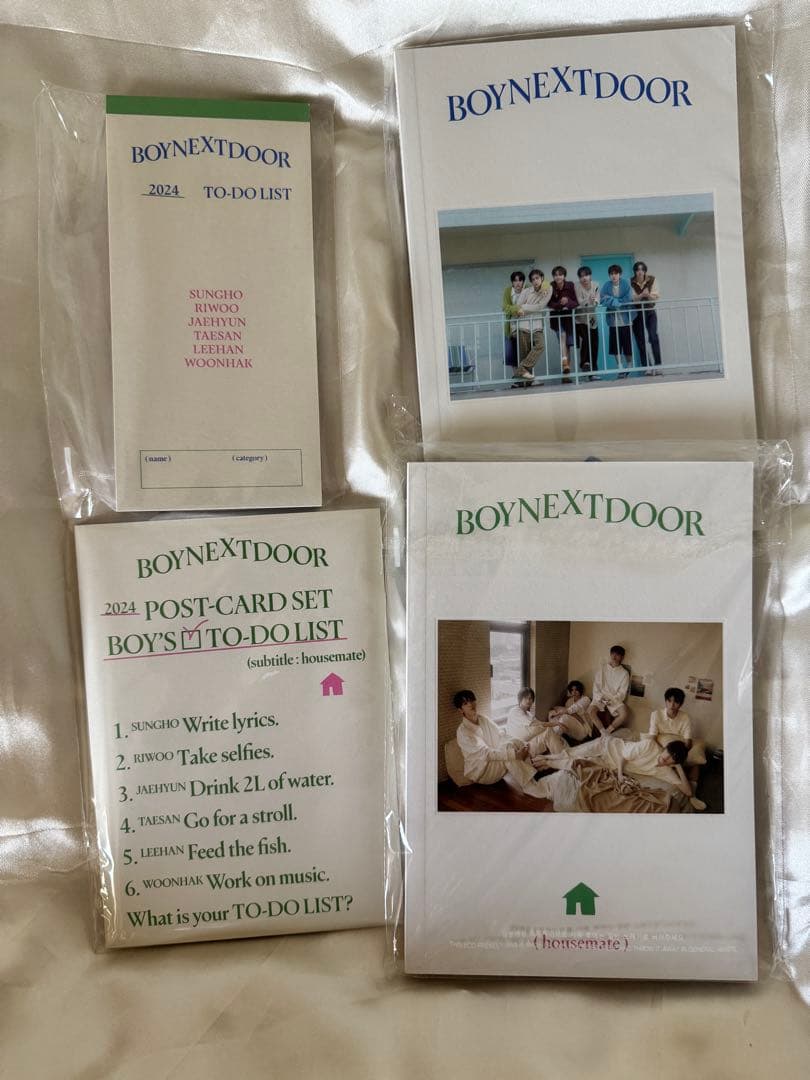 BOYNEXTDOOR
2024 TO-DO LIST
SUNGHO
RIWOO
JAEHYUN
TAESAN
LEEHAN
WOONHAK
(name) (category)
BOYNEXTDOOR
BOYNEXTDOOR
2024 POST-CARD SET
BOY'S TO-DO LIST
(subtitle : housemate)
1. SUNGHO Write lyrics.
2. RIWOO Take selfies.
3. JAEHYUN Drink 2L of water.
4. TAESAN Go for a stroll.
5. LEEHAN Feed the fish.
6. WOONHAK Work on music.
What is your TO-DO LIST?
BOYNEXTDOOR
(housemate)